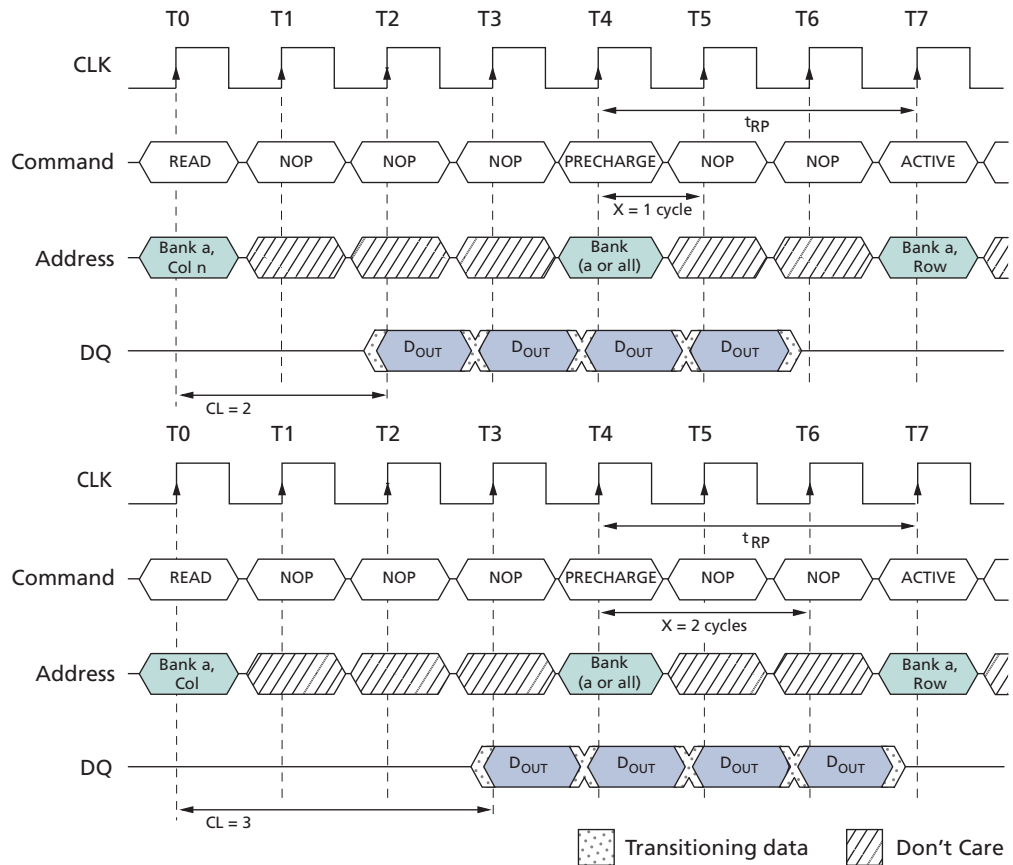 T0 T1 T2 T3 T4 T5 T6 T7
CLK
tRP
Command READ NOP NOP NOP PRECHARGE NOP NOP ACTIVE
X = 1 cycle
Address Bank a, Col n Bank (a or all) Bank a, Row
DQ DOUT DOUT DOUT DOUT
CL = 2
T0 T1 T2 T3 T4 T5 T6 T7
CLK
tRP
Command READ NOP NOP NOP PRECHARGE NOP NOP ACTIVE
X = 2 cycles
Address Bank a, Col Bank (a or all) Bank a, Row
DQ DOUT DOUT DOUT DOUT
CL = 3
Transitioning data Don't Care